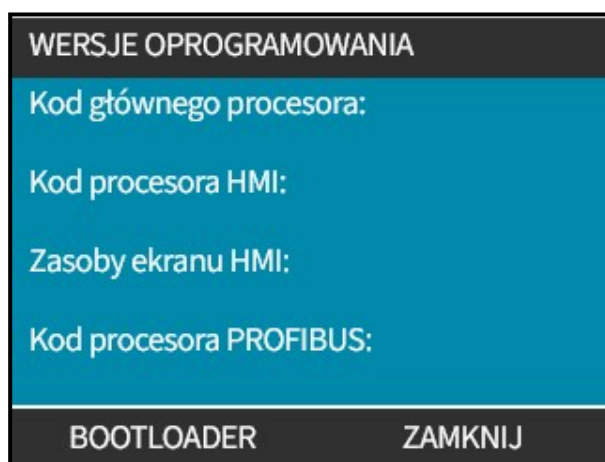 WERSJE OPROGRAMOWANIA
Kod głównego procesora:
Kod procesora HMI:
Zasoby ekranu HMI:
Kod procesora PROFIBUS:
BOOTLOADER ZAMKNIJ